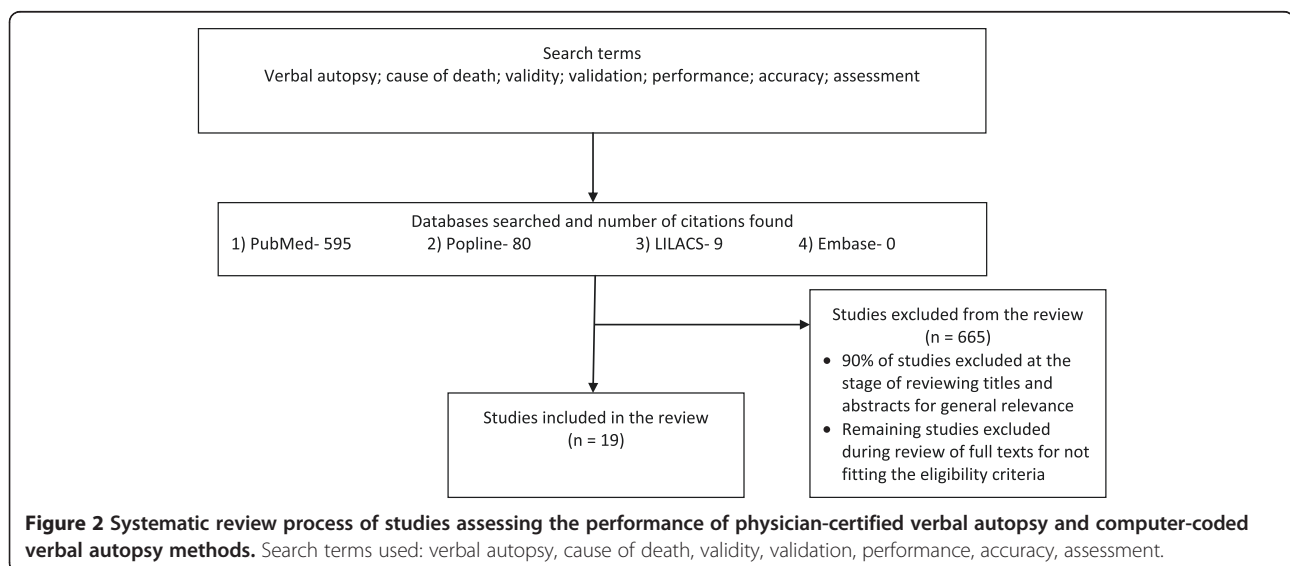 Search terms
Verbal autopsy; cause of death; validity; validation; performance; accuracy; assessment
Databases searched and number of citations found
1) PubMed- 595 2) Popline- 80 3) LILACS- 9 4) Embase- 0
Studies excluded from the review
(n = 665)
• 90% of studies excluded at the
stage of reviewing titles and
abstracts for general relevance
• Remaining studies excluded
during review of full texts for not
fitting the eligibility criteria
Studies included in the review
(n = 19)
Figure 2 Systematic review process of studies assessing the performance of physician-certified verbal autopsy and computer-coded
verbal autopsy methods. Search terms used: verbal autopsy, cause of death, validity, validation, performance, accuracy, assessment.